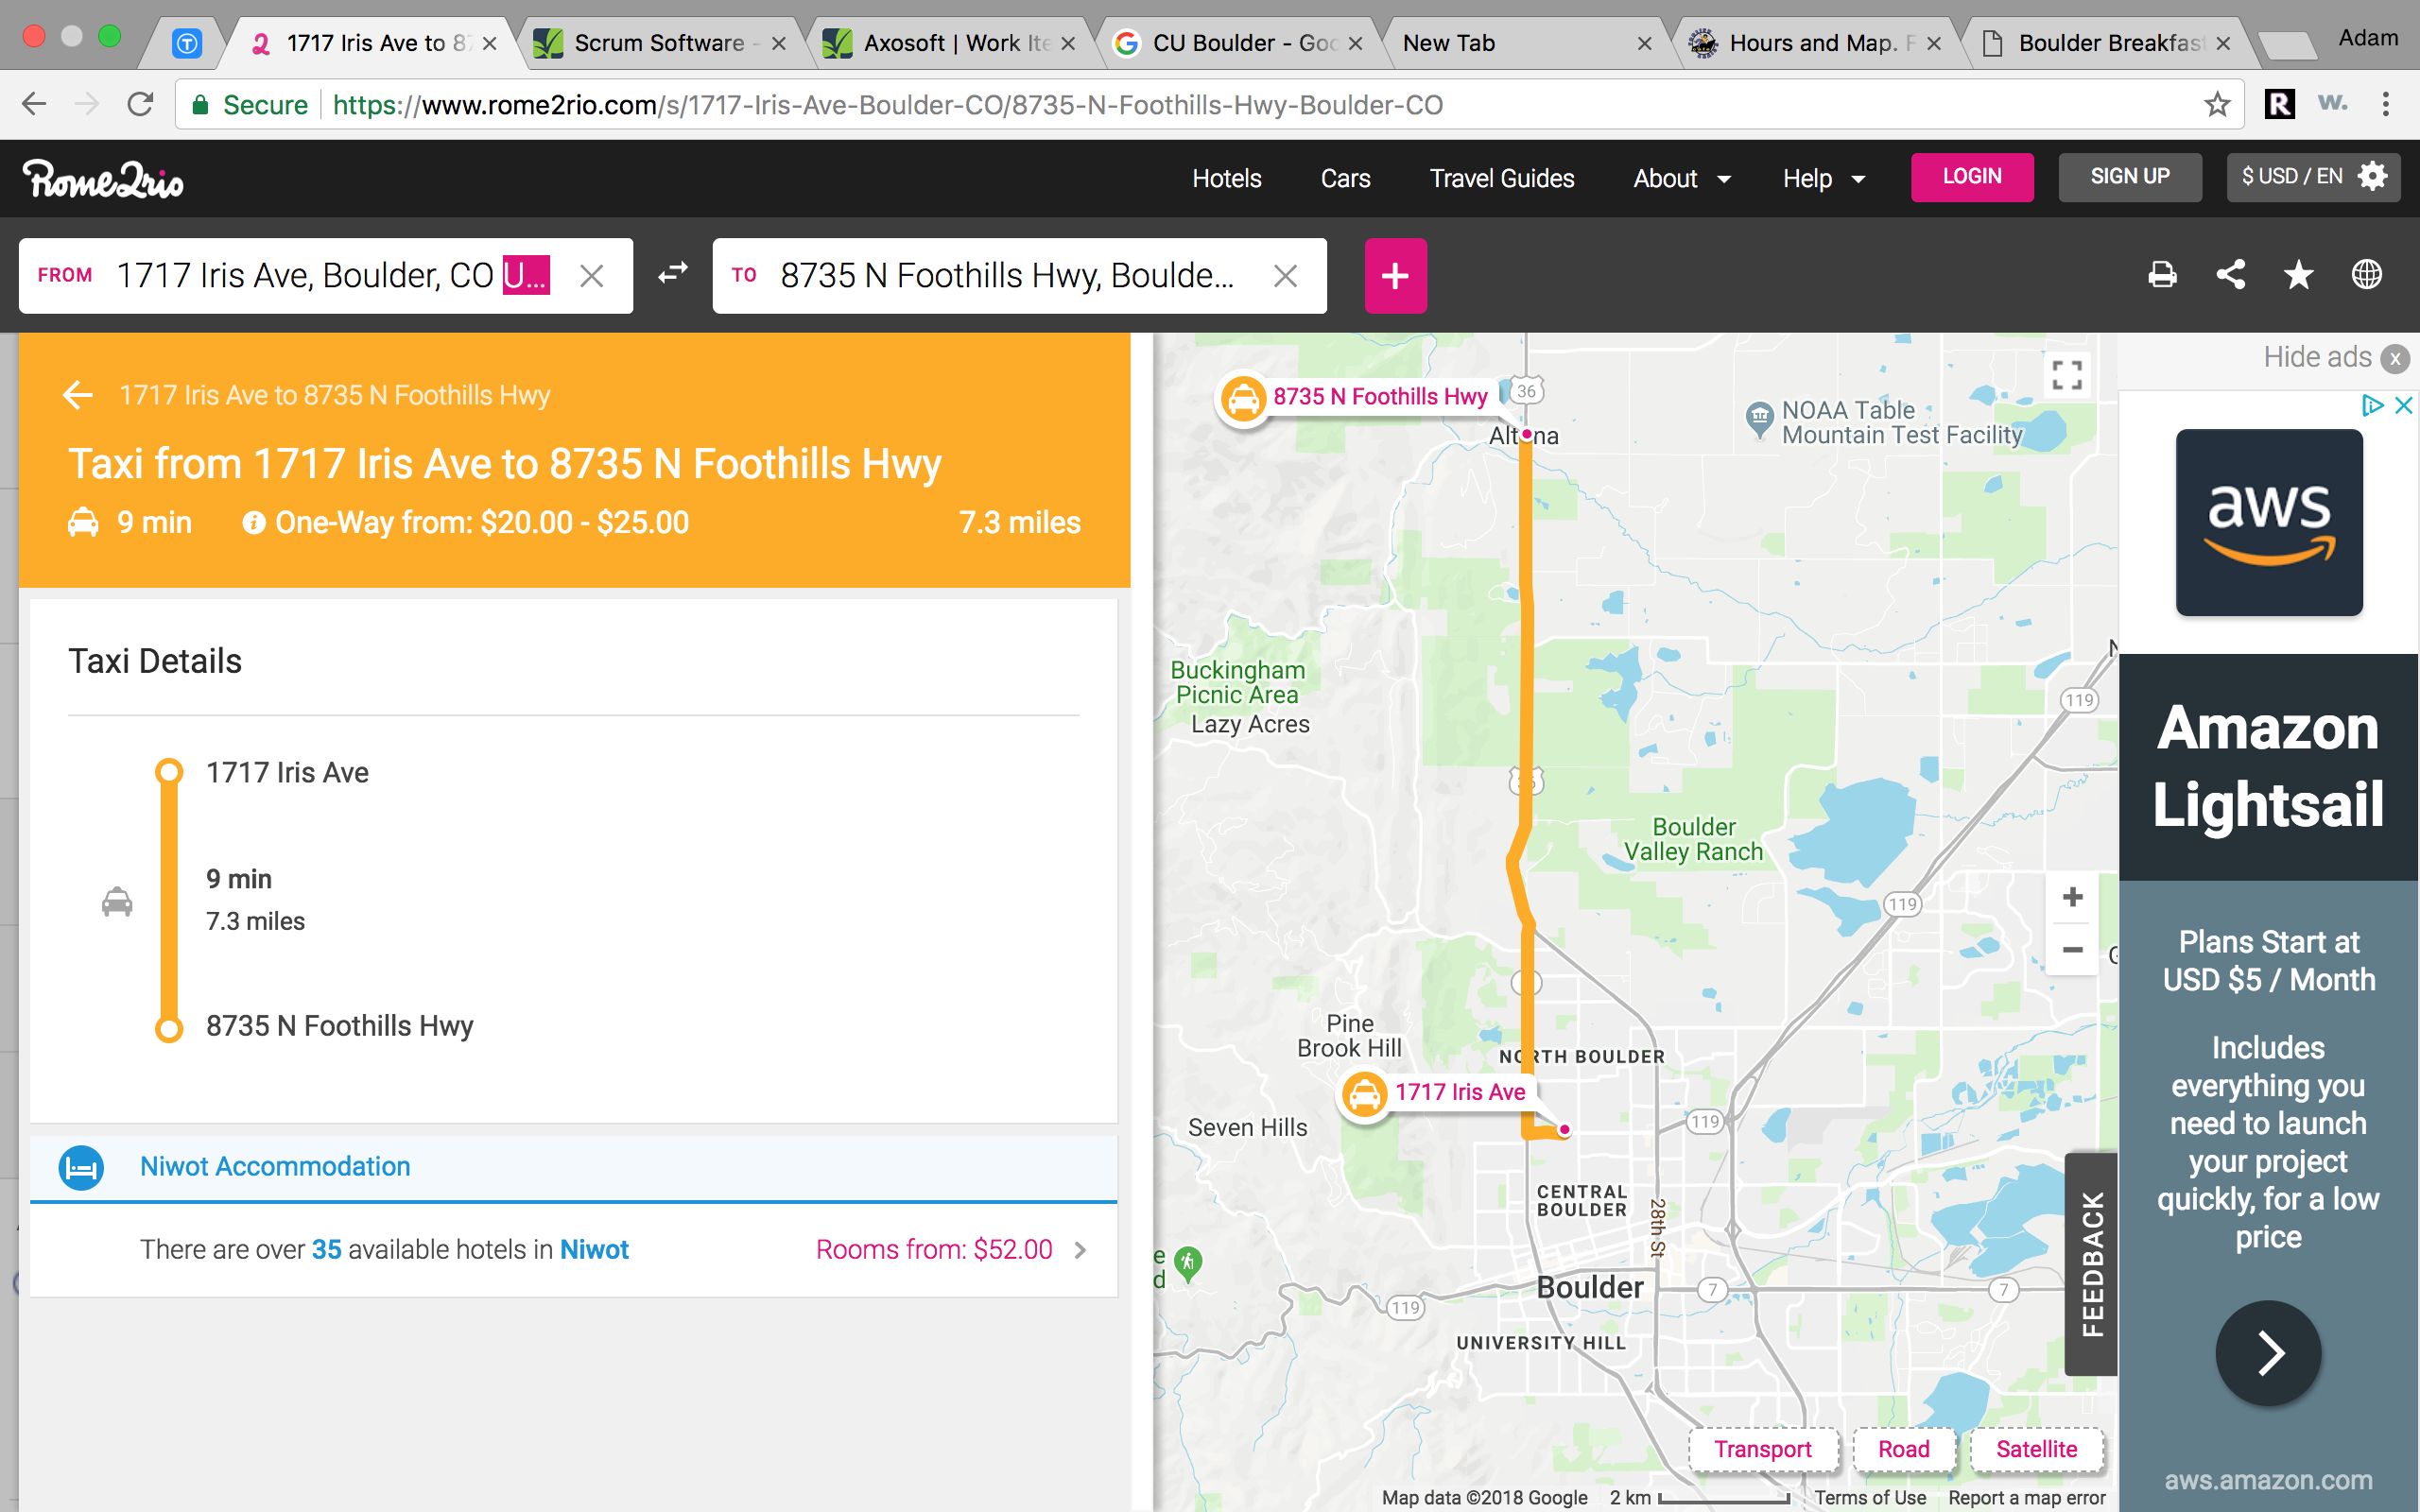 1717 Iris Ave to 87
Scrum Software -
Axosoft | Work Ite
CU Boulder - Goo
New Tab
Hours and Map. F
Boulder Breakfast
Adam
Secure
https://www.rome2rio.com/s/1717-Iris-Ave-Boulder-CO/8735-N-Foothills-Hwy-Boulder-CO
R
w.
Rome2rio
Hotels
Cars
Travel Guides
About
Help
LOGIN
SIGN UP
$ USD / EN
FROM 1717 Iris Ave, Boulder, CO U...
TO 8735 N Foothills Hwy, Boulde...
+
1717 Iris Ave to 8735 N Foothills Hwy
Taxi from 1717 Iris Ave to 8735 N Foothills Hwy
9 min
One-Way from: $20.00 - $25.00
7.3 miles
Taxi Details
1717 Iris Ave
9 min
7.3 miles
8735 N Foothills Hwy
Niwot Accommodation
There are over 35 available hotels in Niwot
Rooms from: $52.00
8735 N Foothills Hwy
36
Altona
NOAA Table
Mountain Test Facility
Buckingham
Picnic Area
Lazy Acres
119
36
Boulder
Valley Ranch
119
Pine
Brook Hill
NORTH BOULDER
1717 Iris Ave
Seven Hills
119
CENTRAL
BOULDER
28th St
Boulder
7
7
119
UNIVERSITY HILL
FEEDBACK
Transport
Road
Satellite
Map data ©2018 Google
2 km
Terms of Use
Report a map error
Hide ads x
aws
Amazon
Lightsail
Plans Start at
USD $5 / Month
Includes
everything you
need to launch
your project
quickly, for a low
price
aws.amazon.com